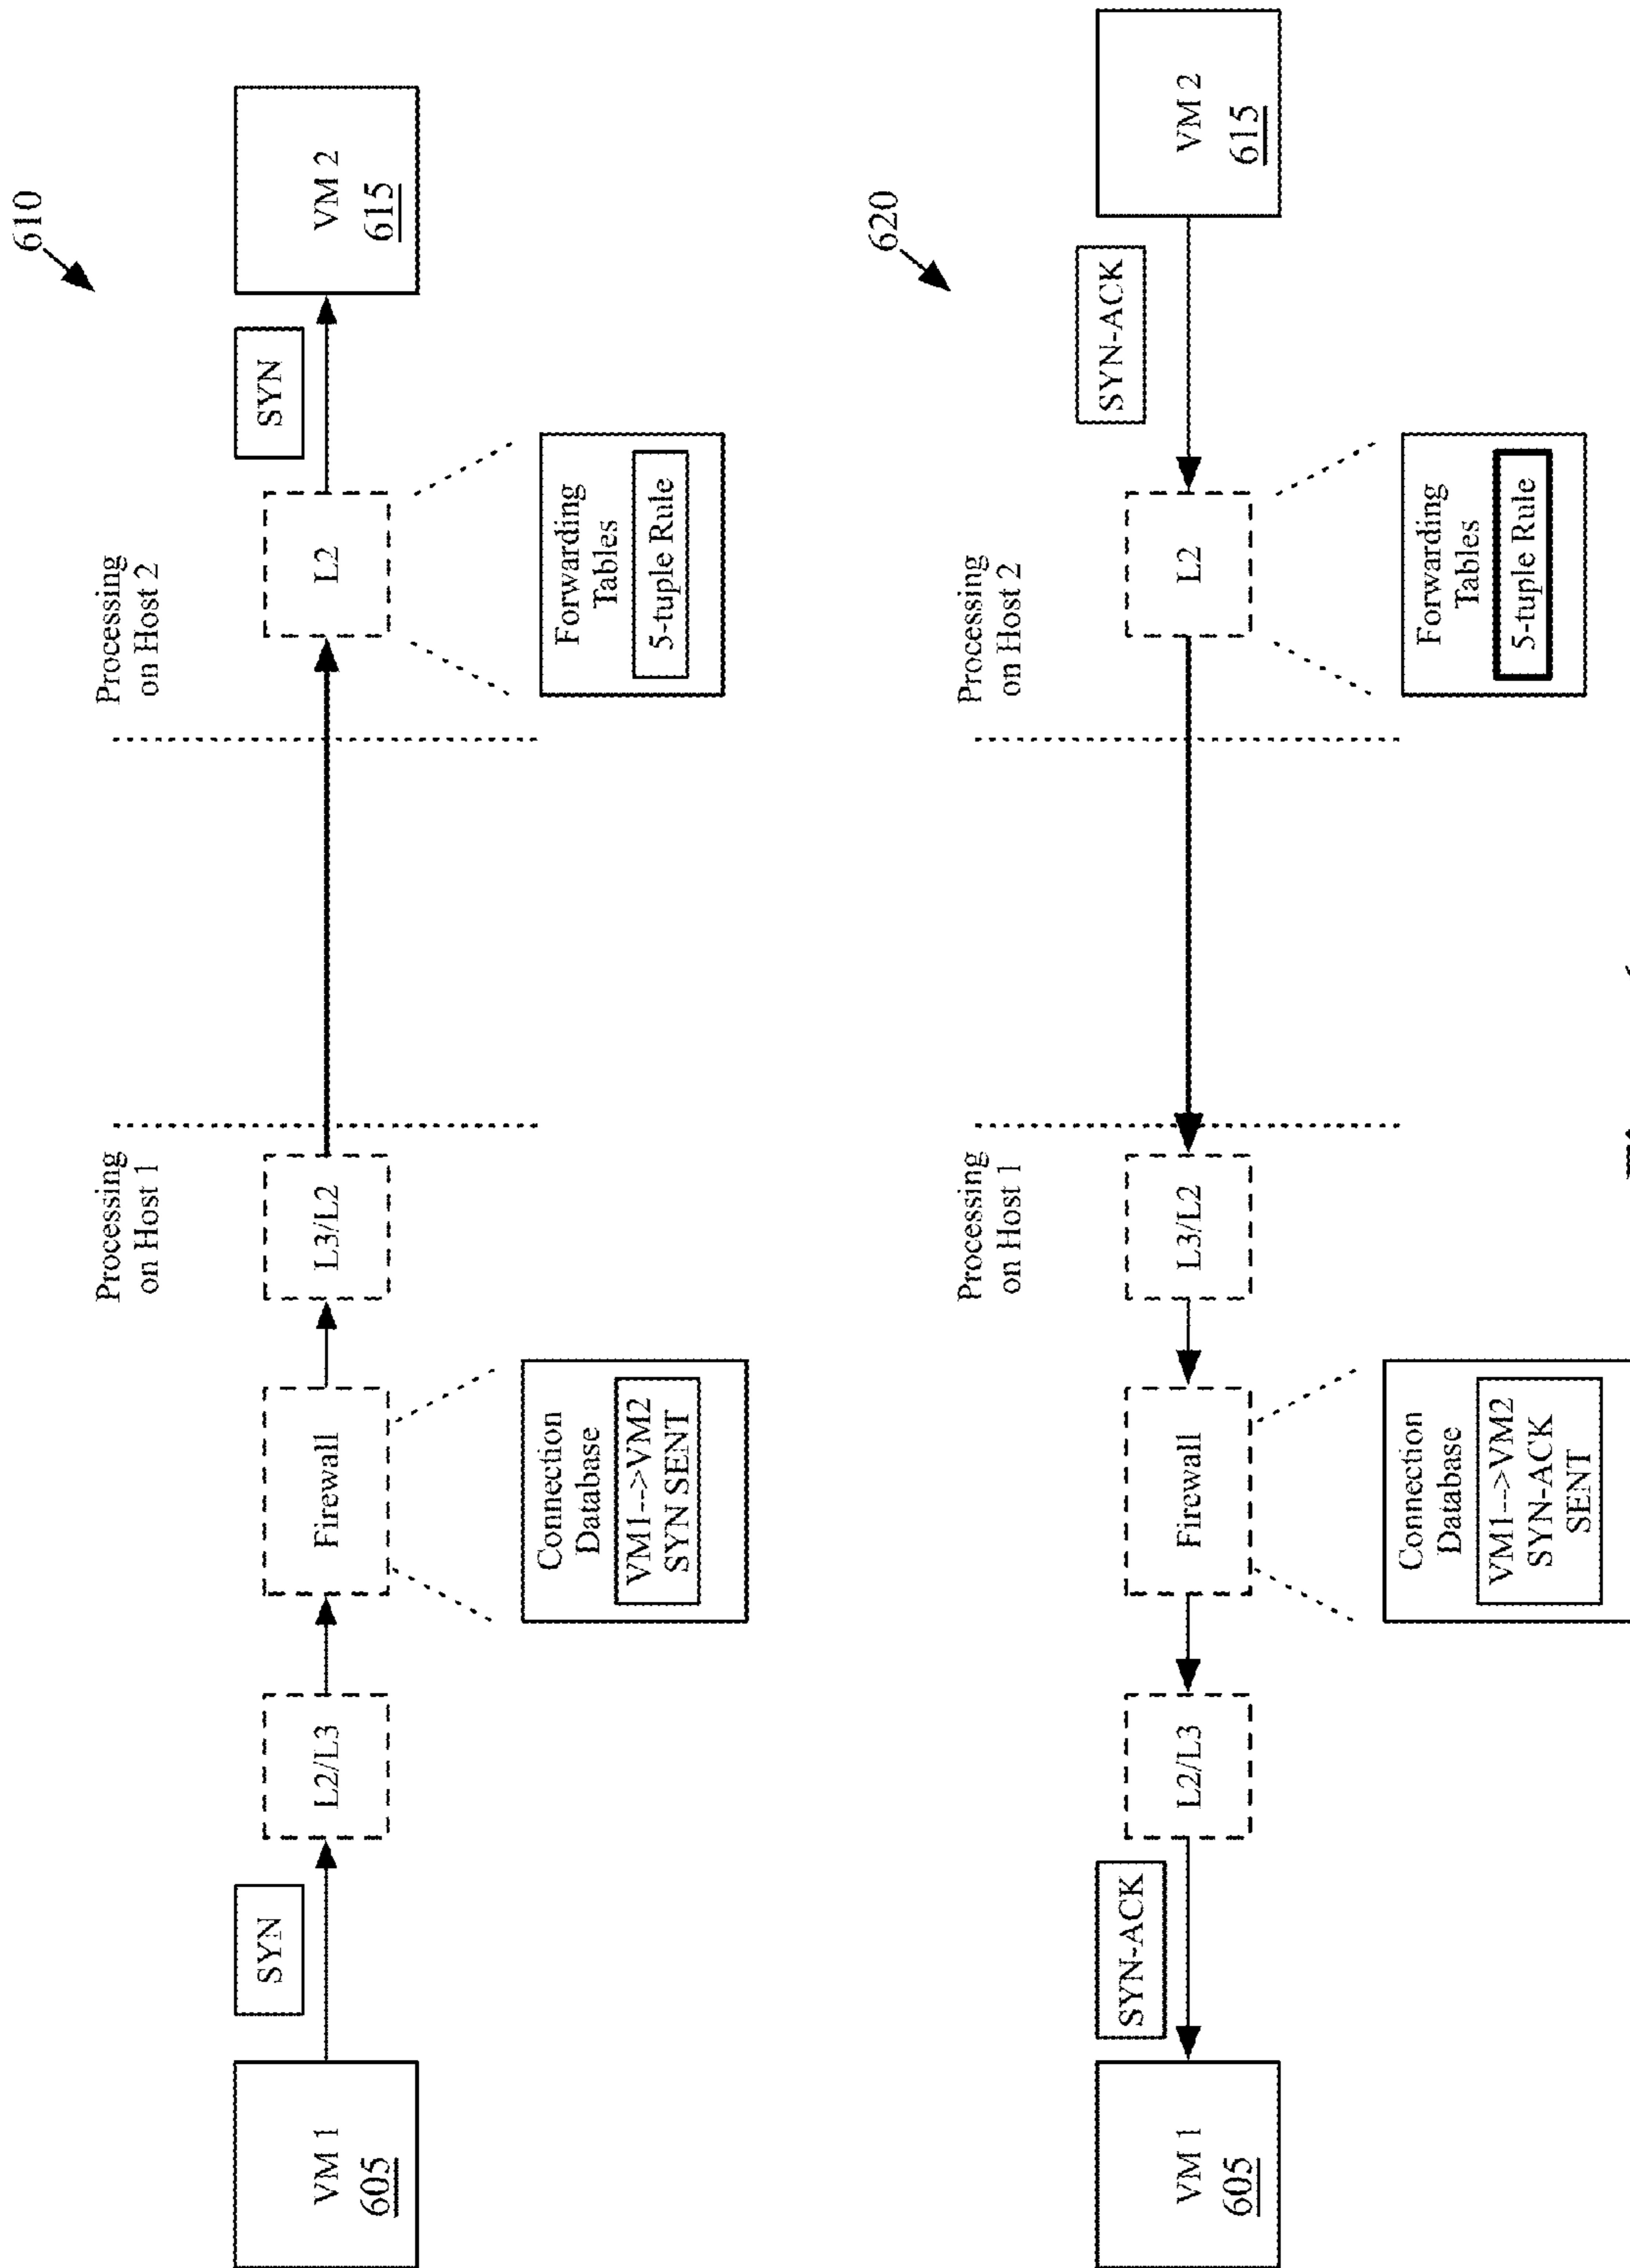 610
Processing
on Host 1
Processing
on Host 2
VM 1
605
SYN
L2/L3
Firewall
L3/L2
L2
SYN
VM 2
615
Connection
Database
VM1-->VM2
SYN SENT
Forwarding
Tables
5-tuple Rule
620
Processing
on Host 1
Processing
on Host 2
VM 1
605
SYN-ACK
L2/L3
Firewall
L3/L2
L2
SYN-ACK
VM 2
615
Connection
Database
VM1-->VM2
SYN-ACK
SENT
Forwarding
Tables
5-tuple Rule